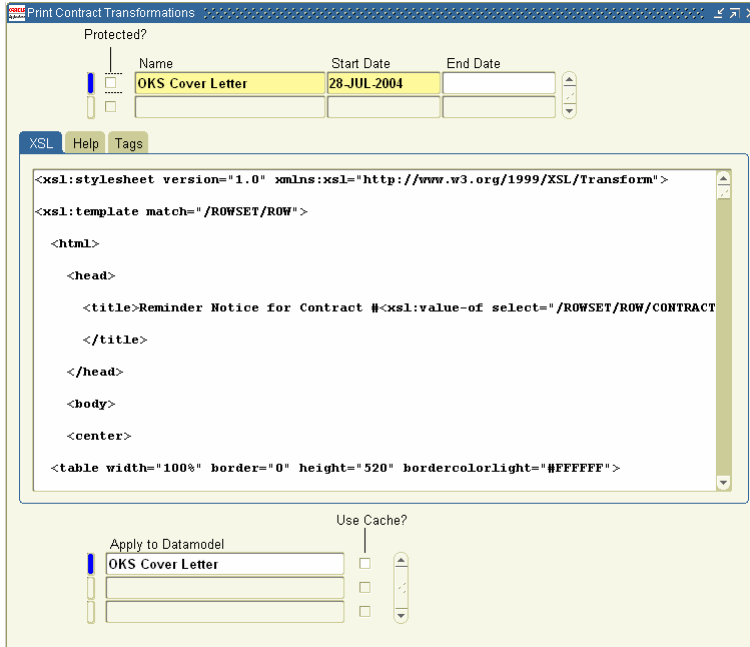 ORACLE
Print Contract Transformations
Protected?
Name Start Date End Date
OKS Cover Letter 28-JUL-2004
XSL Help Tags
<xsl:stylesheet version="1.0" xmlns:xsl="http://www.w3.org/1999/XSL/Transform">
<xsl:template match="/ROWSET/ROW">
<html>
<head>
<title>Reminder Notice for Contract #<xsl:value-of select="/ROWSET/ROW/CONTRACT
</title>
</head>
<body>
<center>
<table width="100%" border="0" height="520" bordercolorlight="#FFFFFF">
Use Cache?
Apply to Datamodel
OKS Cover Letter